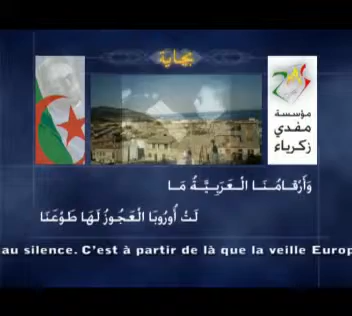 بجاية
مؤسسة
مفدي
زكرياء
وَأَرْقَامُنَا الْعَرَبِيَّةُ مَا
لَتْ أُورُوبَا الْعَجُوزُ لَهَا طَوْعَنَا
au silence. C'est à partir de là que la veille Europ